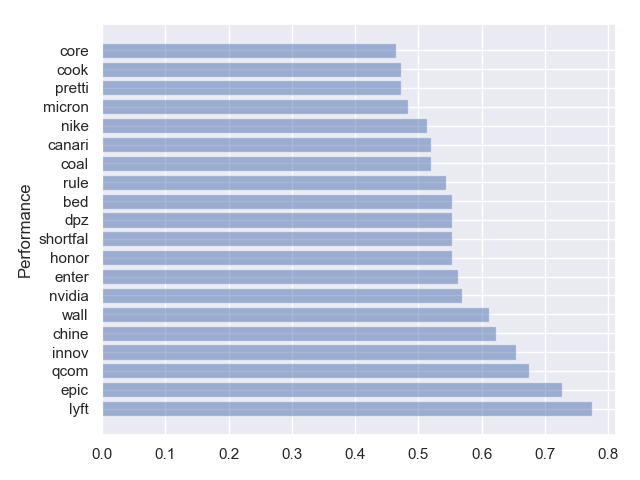 core
cook
pretti
micron
nike
canari
coal
rule
bed
dpz
shortfal
honor
enter
nvidia
wall
chine
innov
qcom
epic
lyft
Performance
0.0 0.1 0.2 0.3 0.4 0.5 0.6 0.7 0.8